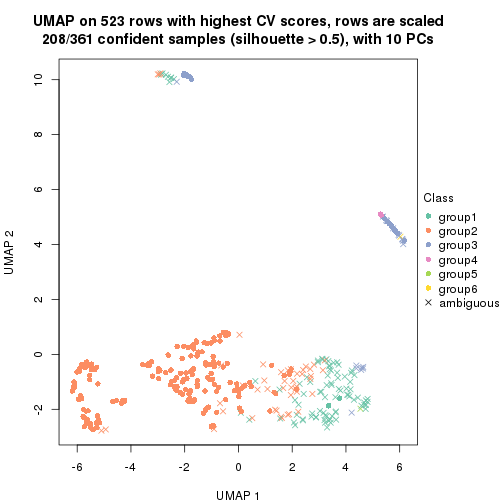 UMAP on 523 rows with highest CV scores, rows are scaled
208/361 confident samples (silhouette > 0.5), with 10 PCs
10
8
6
4
2
0
-2
UMAP 2
-6
-4
-2
0
2
4
6
UMAP 1
Class
group1
group2
group3
group4
group5
group6
ambiguous